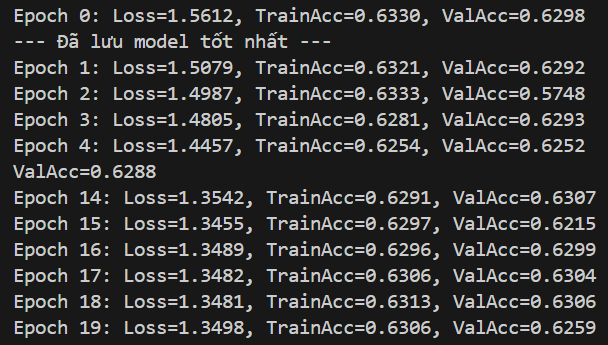 Epoch 0: Loss=1.5612, TrainAcc=0.6330, ValAcc=0.6298
--- Đã lưu model tốt nhất ---
Epoch 1: Loss=1.5079, TrainAcc=0.6321, ValAcc=0.6292
Epoch 2: Loss=1.4987, TrainAcc=0.6333, ValAcc=0.5748
Epoch 3: Loss=1.4805, TrainAcc=0.6281, ValAcc=0.6293
Epoch 4: Loss=1.4457, TrainAcc=0.6254, ValAcc=0.6252
ValAcc=0.6288
Epoch 14: Loss=1.3542, TrainAcc=0.6291, ValAcc=0.6307
Epoch 15: Loss=1.3455, TrainAcc=0.6297, ValAcc=0.6215
Epoch 16: Loss=1.3489, TrainAcc=0.6296, ValAcc=0.6299
Epoch 17: Loss=1.3482, TrainAcc=0.6306, ValAcc=0.6304
Epoch 18: Loss=1.3481, TrainAcc=0.6313, ValAcc=0.6306
Epoch 19: Loss=1.3498, TrainAcc=0.6306, ValAcc=0.6259